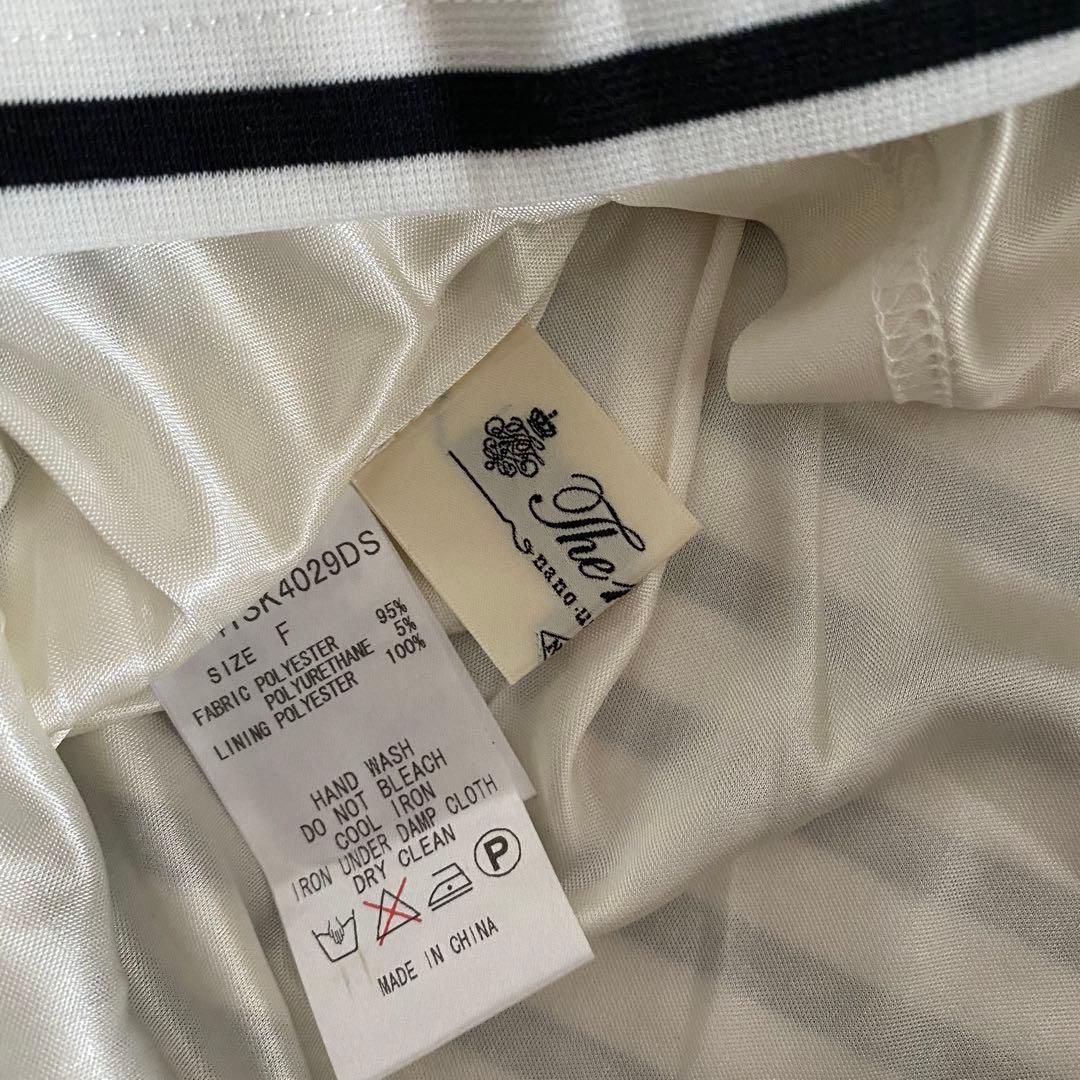 The
nano·u
SK4029DS
SIZE F
FABRIC POLYESTER 95%
POLYURETHANE 5%
LINING POLYESTER 100%
HAND WASH
DO NOT BLEACH
COOL IRON
IRON UNDER DAMP CLOTH
DRY CLEAN
P
MADE IN CHINA